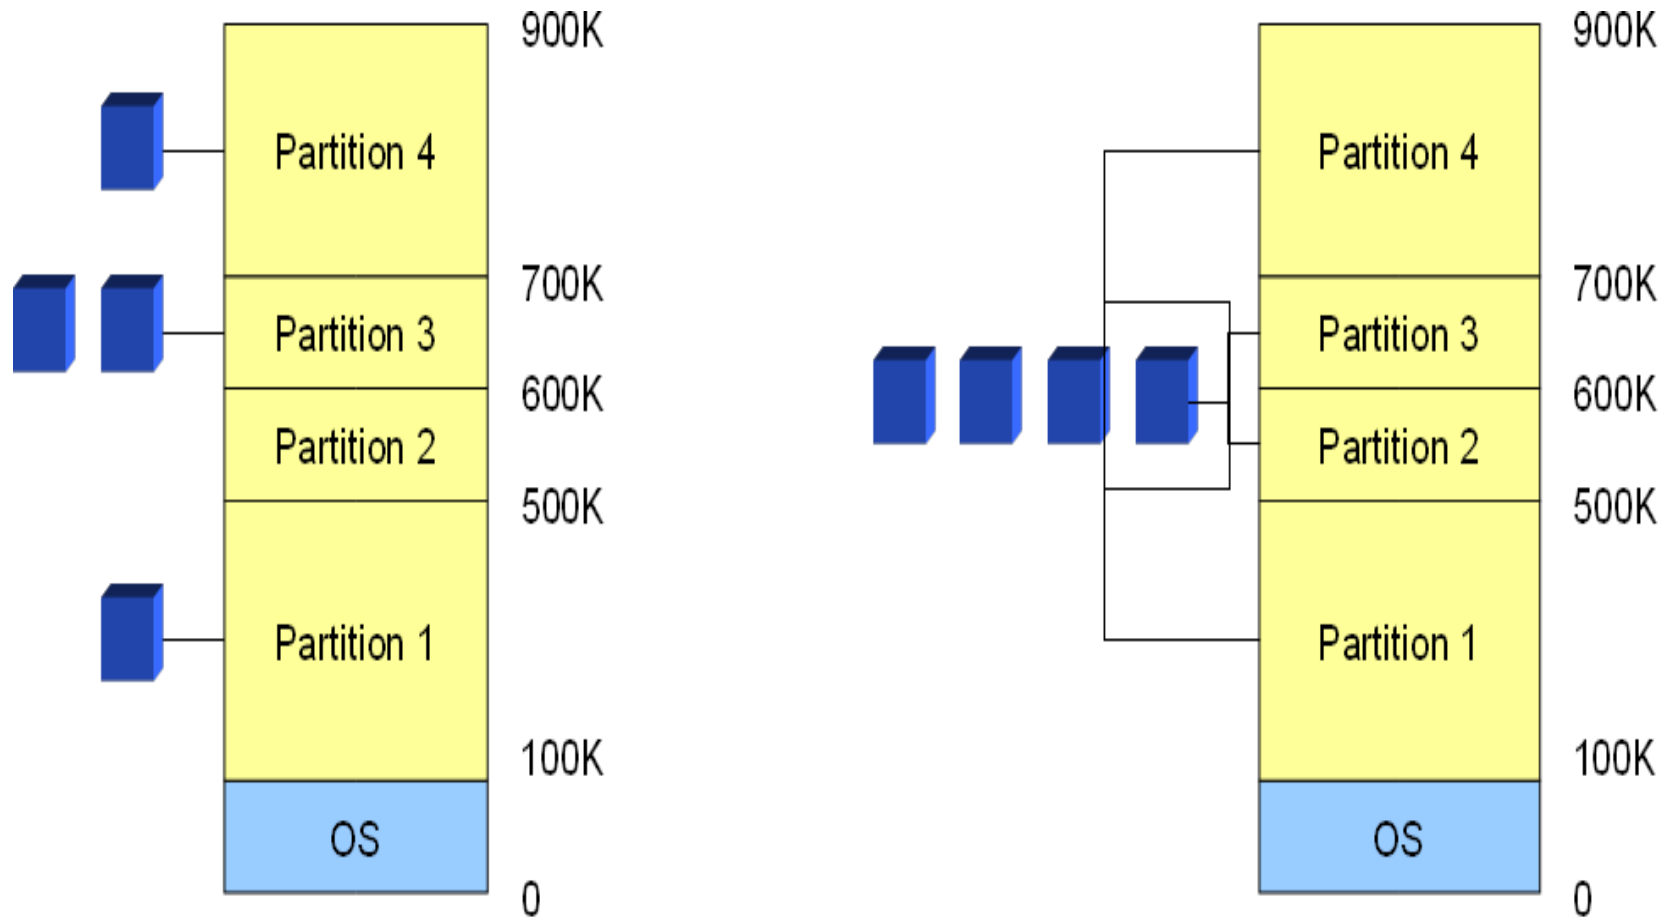 900K
Partition 4
700K
Partition 3
600K
Partition 2
500K
Partition 1
100K
OS
0
900K
Partition 4
700K
Partition 3
600K
Partition 2
500K
Partition 1
100K
OS
0